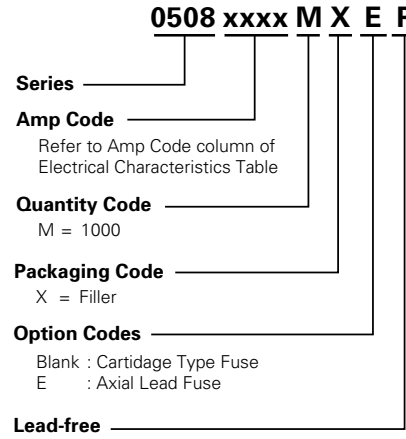 0508 xxxx M X E
Series
Amp Code
Refer to Amp Code column of
Electrical Characteristics Table
Quantity Code
M = 1000
Packaging Code
X = Filler
Option Codes
Blank : Cartidage Type Fuse
E : Axial Lead Fuse
Lead-free